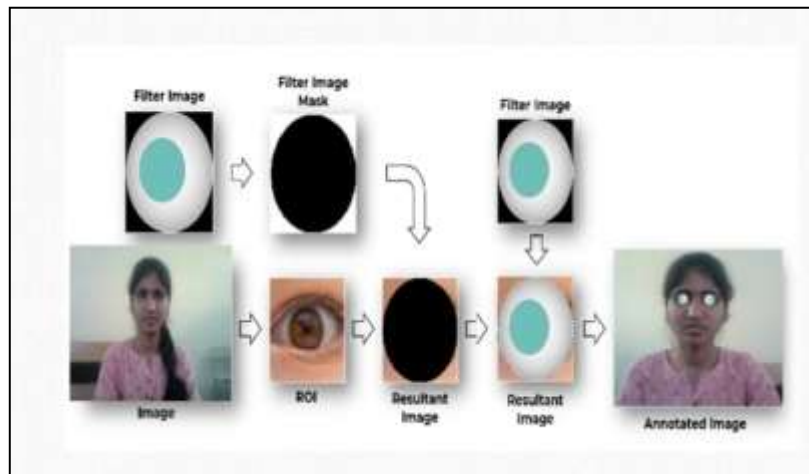 Filter Image
Filter Image
Mask
Filter Image
Image
ROI
Resultant
Image
Resultant
Image
Annotated Image